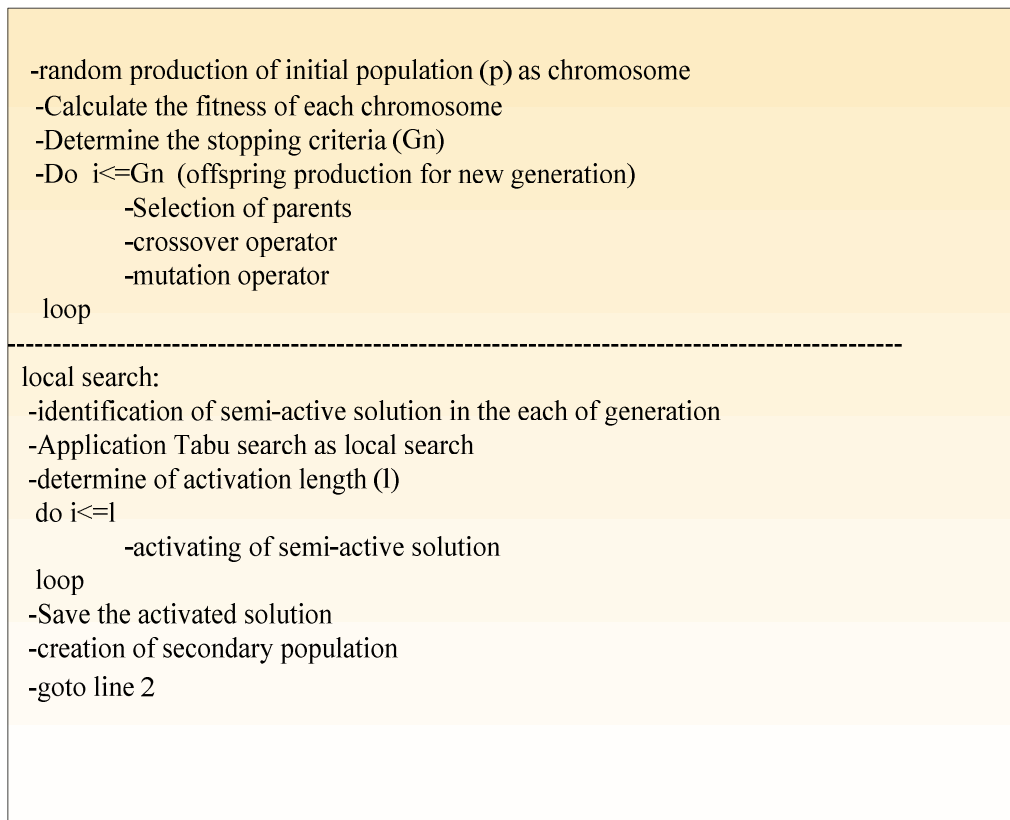 -random production of initial population (p) as chromosome
-Calculate the fitness of each chromosome
-Determine the stopping criteria (Gn)
-Do i<=Gn (offspring production for new generation)
-Selection of parents
-crossover operator
-mutation operator
loop
local search:
-identification of semi-active solution in the each of generation
-Application Tabu search as local search
-determine of activation length (l)
do i<=l
-activating of semi-active solution
loop
-Save the activated solution
-creation of secondary population
-goto line 2